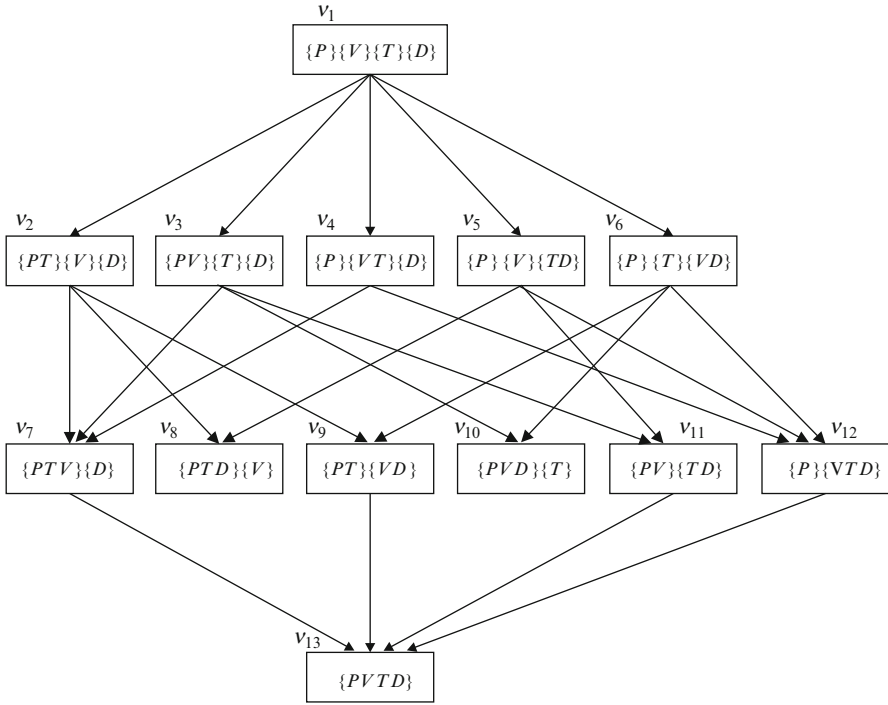 v₁
{P}{V}{T}{D}
v₂ v₃ v₄ v₅ v₆
{PT}{V}{D} {PV}{T}{D} {P}{VT}{D} {P}{V}{TD} {P}{T}{VD}
v₇ v₈ v₉ v₁₀ v₁₁ v₁₂
{PTV}{D} {PTD}{V} {PT}{VD} {PVD}{T} {PV}{TD} {P}{VTD}
v₁₃
{PVTD}